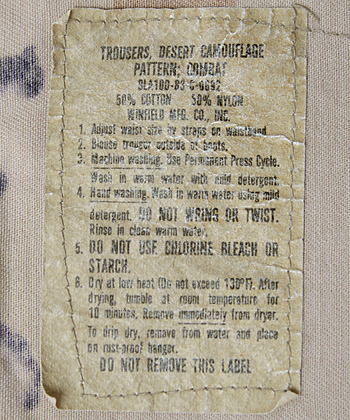 TROUSERS, DESERT CAMOUFLAGE
PATTERN: COMBAT
DLA100-83-C-0692
50% COTTON 50% NYLON
WINFIELD MFG. CO., INC.
1. Adjust waist size by straps on waistband
2. Blouse trouser outside of boots.
3. Machine washing. Use Permanent Press Cycle.
Wash in warm water with mild detergent.
4. Hand washing. Wash in warm water using mild
detergent. DO NOT WRING OR TWIST.
Rinse in clean warm water.
5. DO NOT USE CHLORINE BLEACH OR
STARCH.
6. Dry at low heat (Do not exceed 130°F). After
drying, tumble at room temperature for
10 minutes. Remove immediately from dryer.
To drip dry, remove from water and place
on rust-proof hanger.
DO NOT REMOVE THIS LABEL